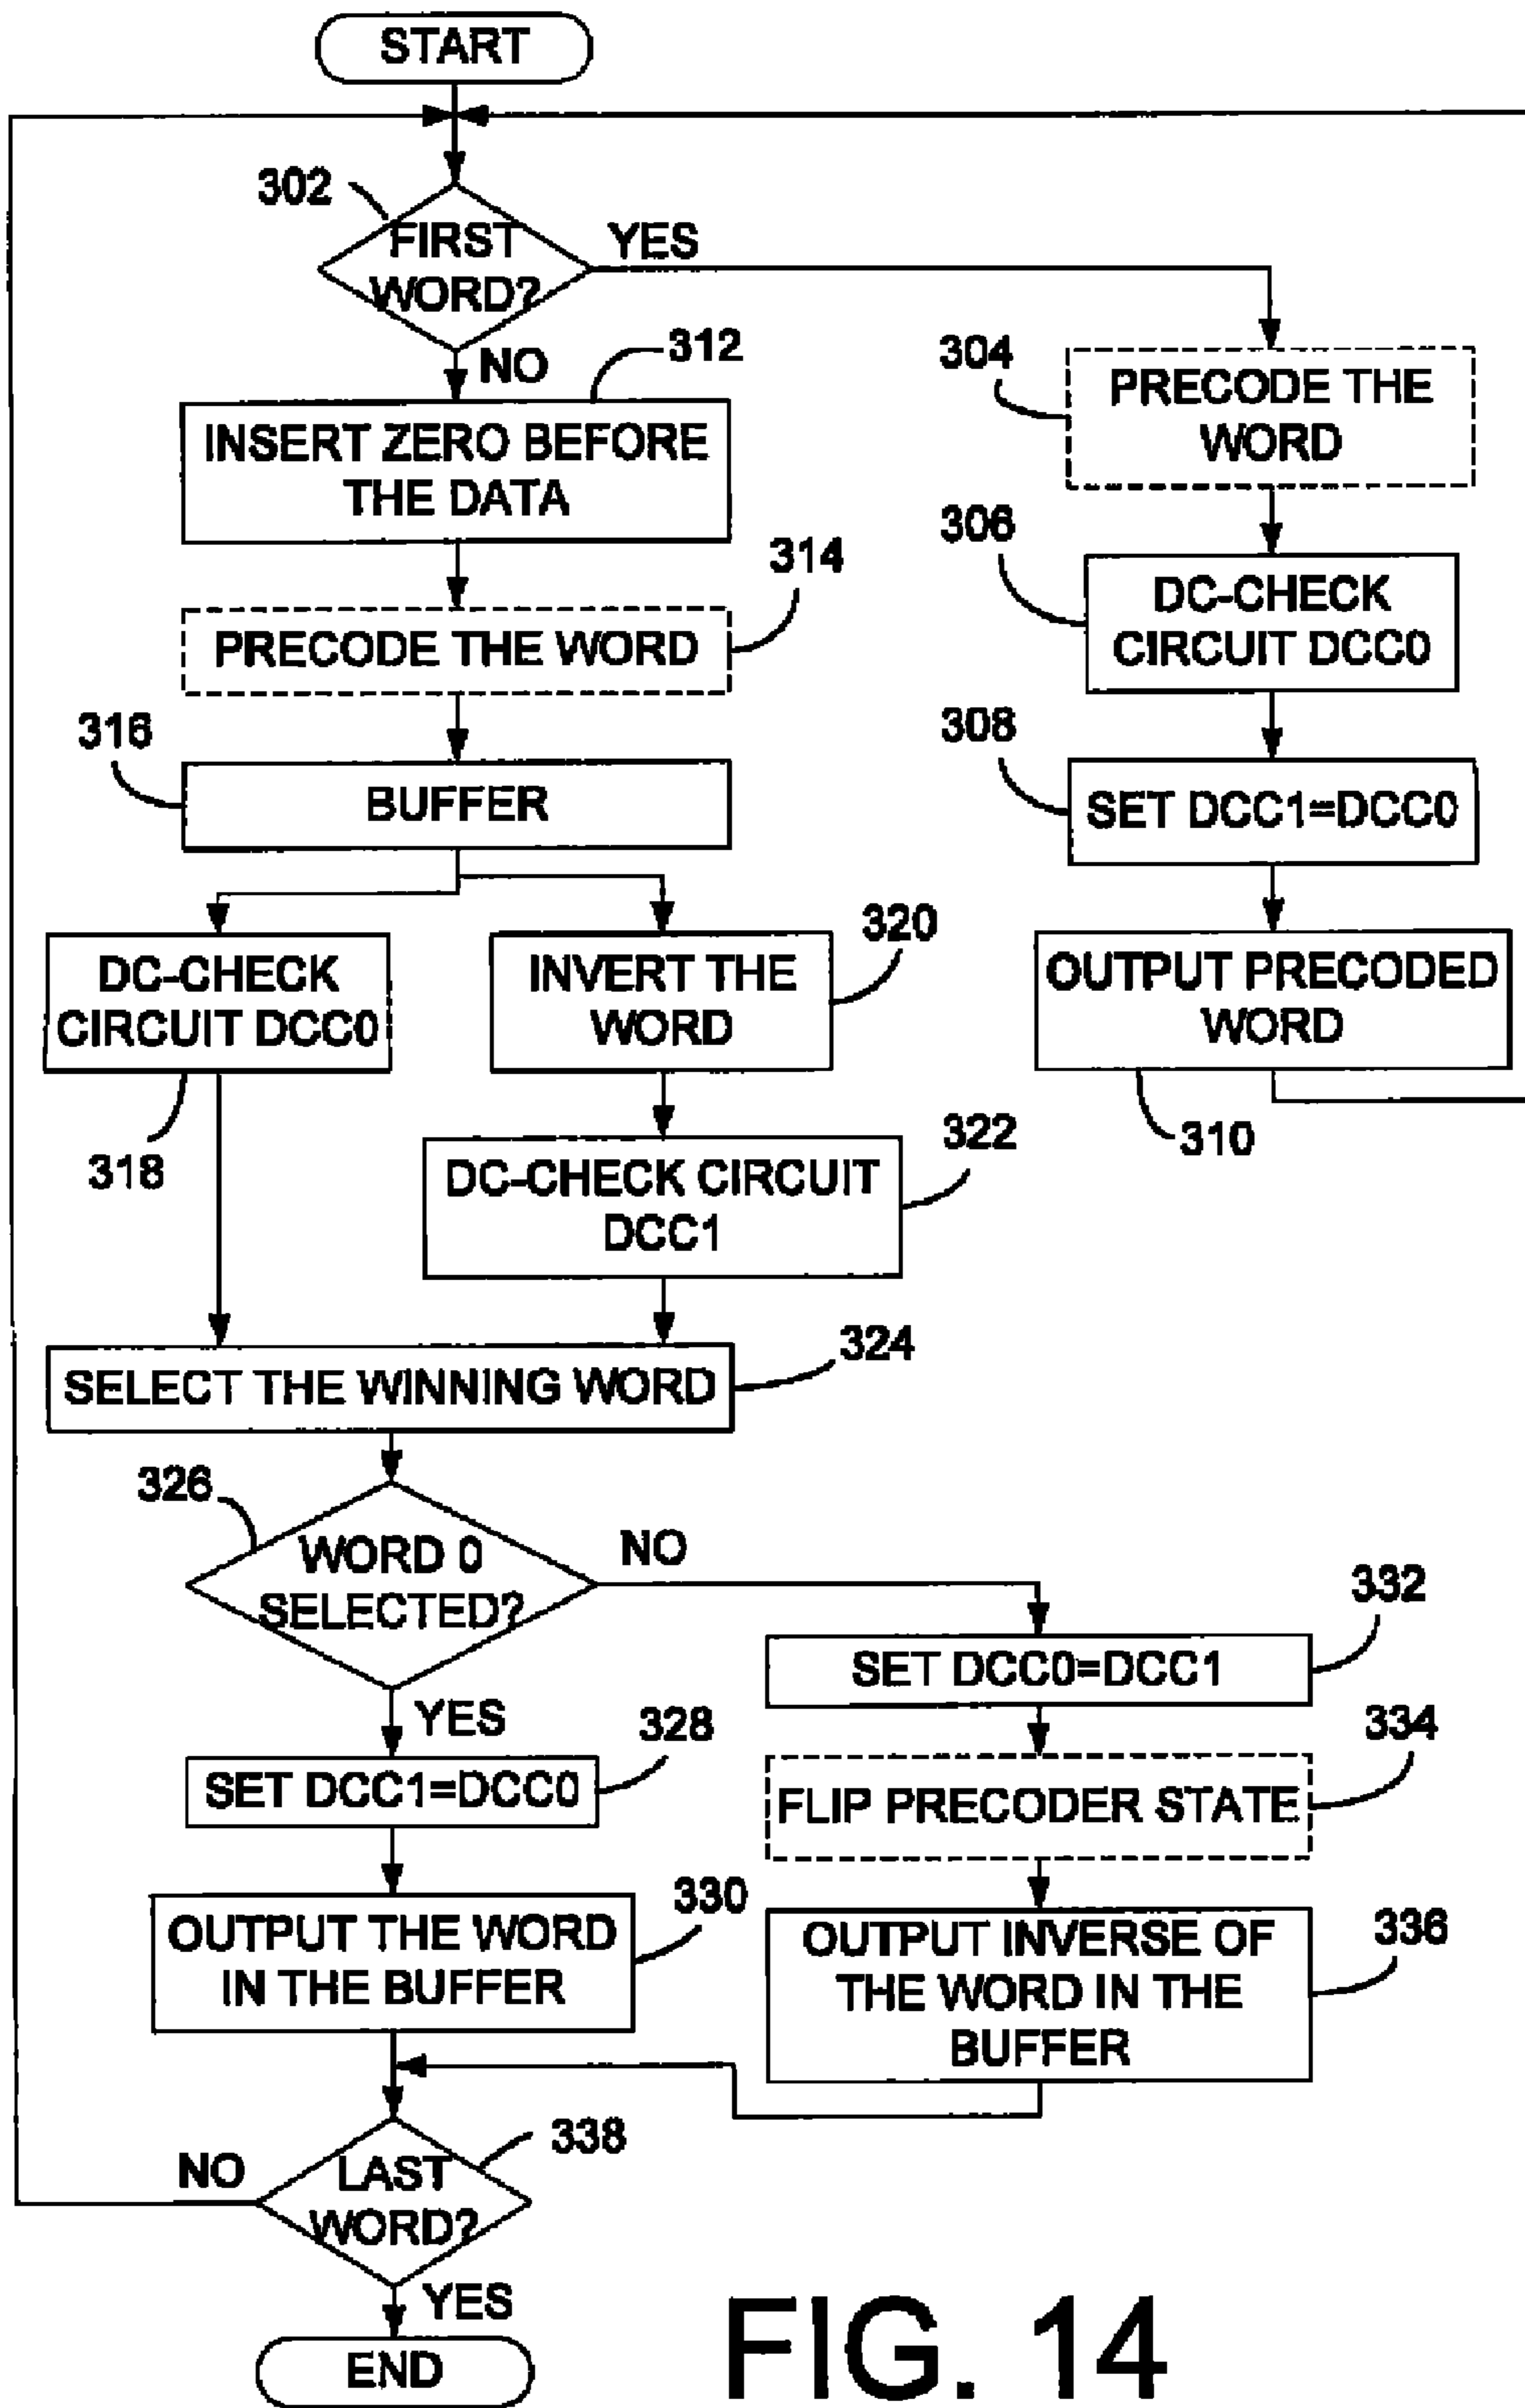 START
302
FIRST
WORD?
YES
NO
312
INSERT ZERO BEFORE
THE DATA
304
PRECODE THE
WORD
314
PRECODE THE WORD
306
DC-CHECK
CIRCUIT DCC0
316
BUFFER
308
SET DCC1=DCC0
DC-CHECK
CIRCUIT DCC0
318
320
INVERT THE
WORD
OUTPUT PRECODED
WORD
310
322
DC-CHECK CIRCUIT
DCC1
324
SELECT THE WINNING WORD
326
WORD 0
SELECTED?
NO
332
SET DCC0=DCC1
YES
328
SET DCC1=DCC0
334
FLIP PRECODER STATE
330
OUTPUT THE WORD
IN THE BUFFER
336
OUTPUT INVERSE OF
THE WORD IN THE
BUFFER
338
NO
LAST
WORD?
YES
END
FIG. 14